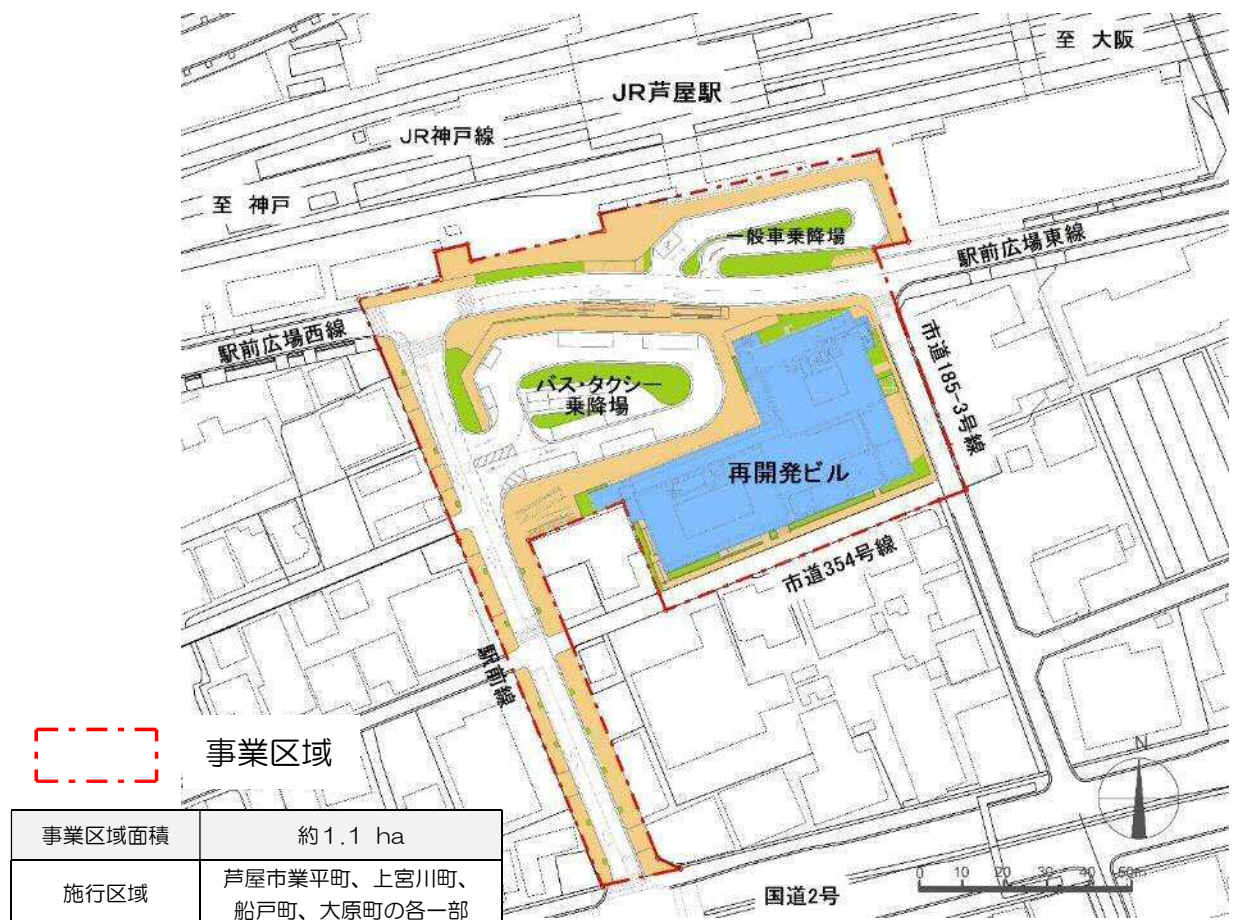 至 大阪
JR芦屋駅
JR神戸線
至 神戸
一般車乗降場
駅前広場東線
駅前広場西線
市道185-3号線
バス・タクシー
乗降場
再開発ビル
市道354号線
駅前線
事業区域
N
事業区域面積 約1.1 ha
施行区域 芦屋市業平町、上宮川町、
船戸町、大原町の各一部
国道2号
0 10 20 30 40 50m